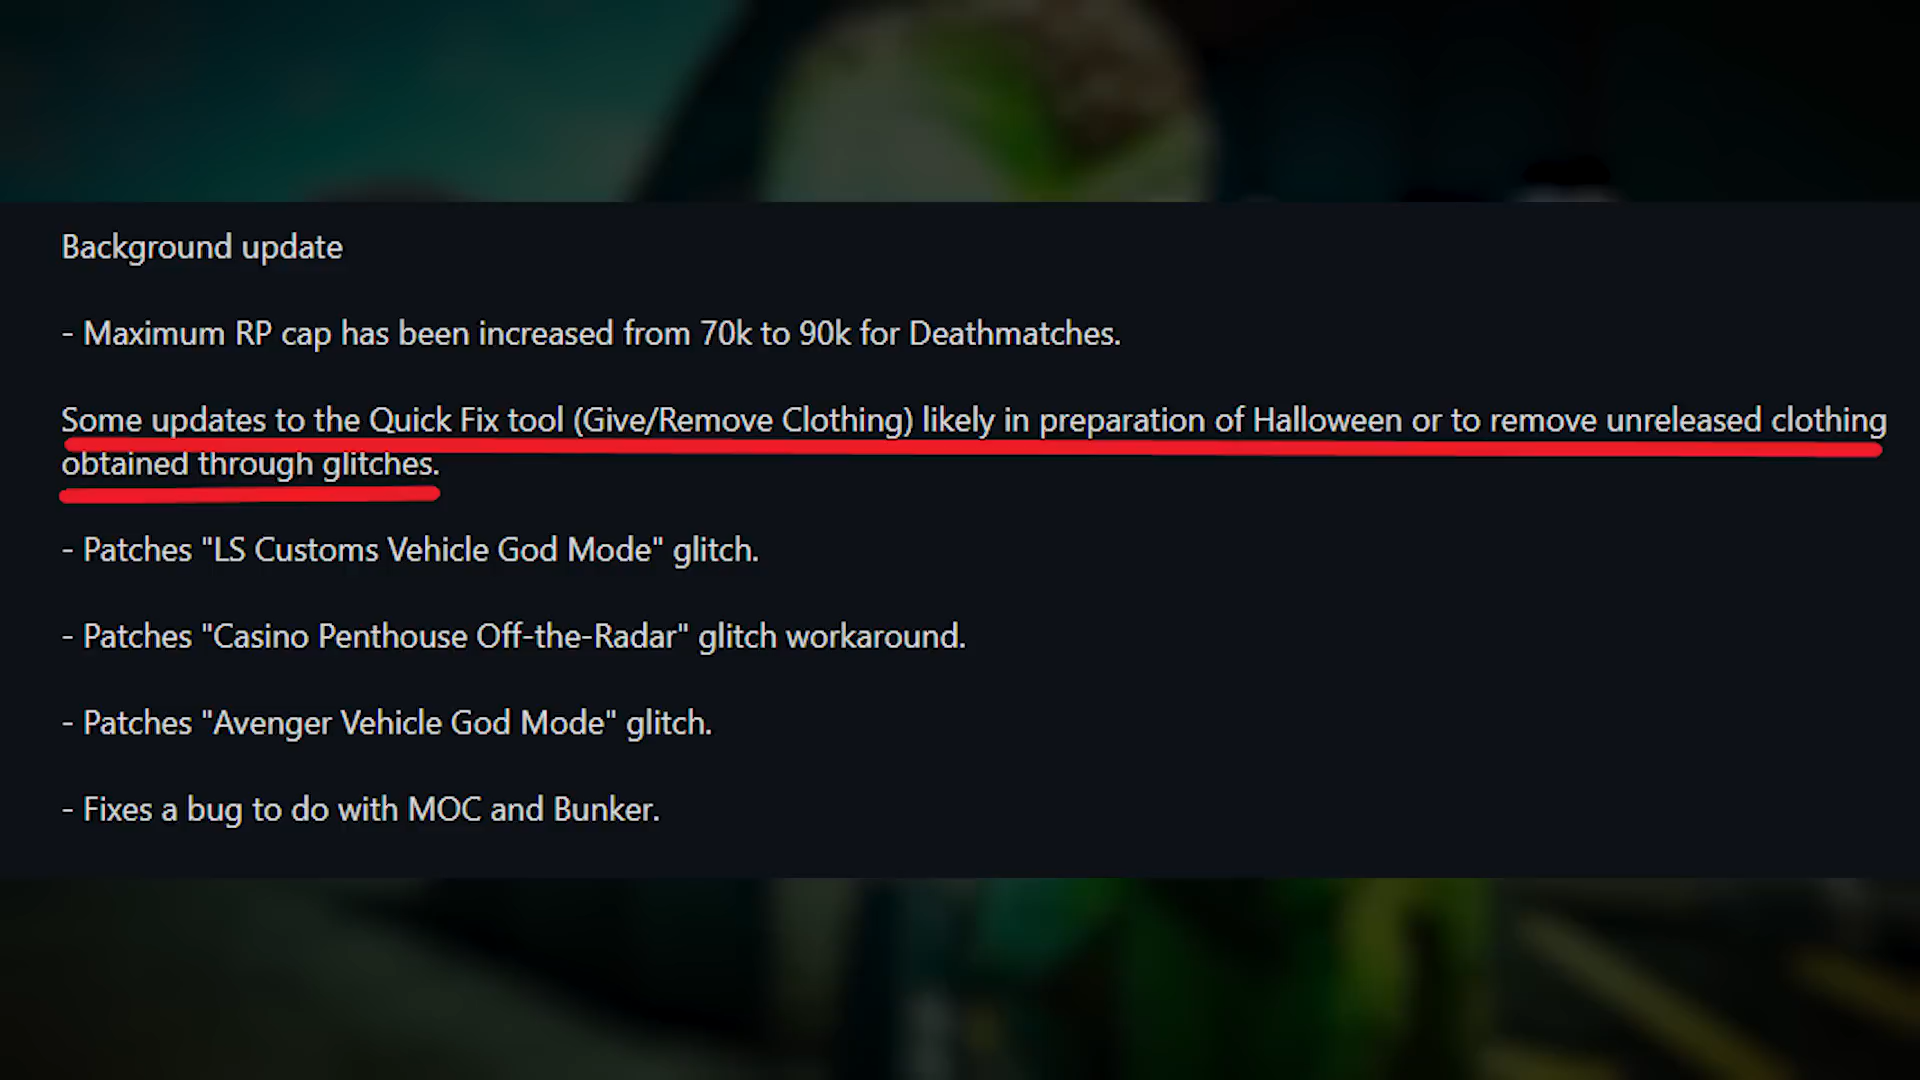 Background update
- Maximum RP cap has been increased from 70k to 90k for Deathmatches.
Some updates to the Quick Fix tool (Give/Remove Clothing) likely in preparation of Halloween or to remove unreleased clothing
obtained through glitches.
- Patches "LS Customs Vehicle God Mode" glitch.
- Patches "Casino Penthouse Off-the-Radar" glitch workaround.
- Patches "Avenger Vehicle God Mode" glitch.
- Fixes a bug to do with MOC and Bunker.